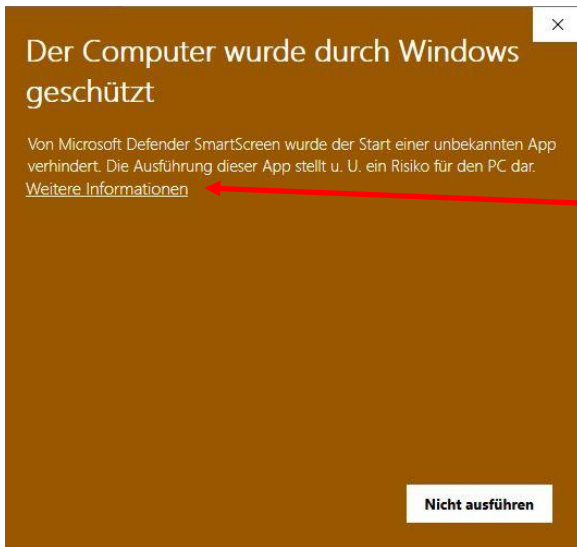 Der Computer wurde durch Windows
geschützt
Von Microsoft Defender SmartScreen wurde der Start einer unbekannten App
verhindert. Die Ausführung dieser App stellt u. U. ein Risiko für den PC dar.
Weitere Informationen
Nicht ausführen